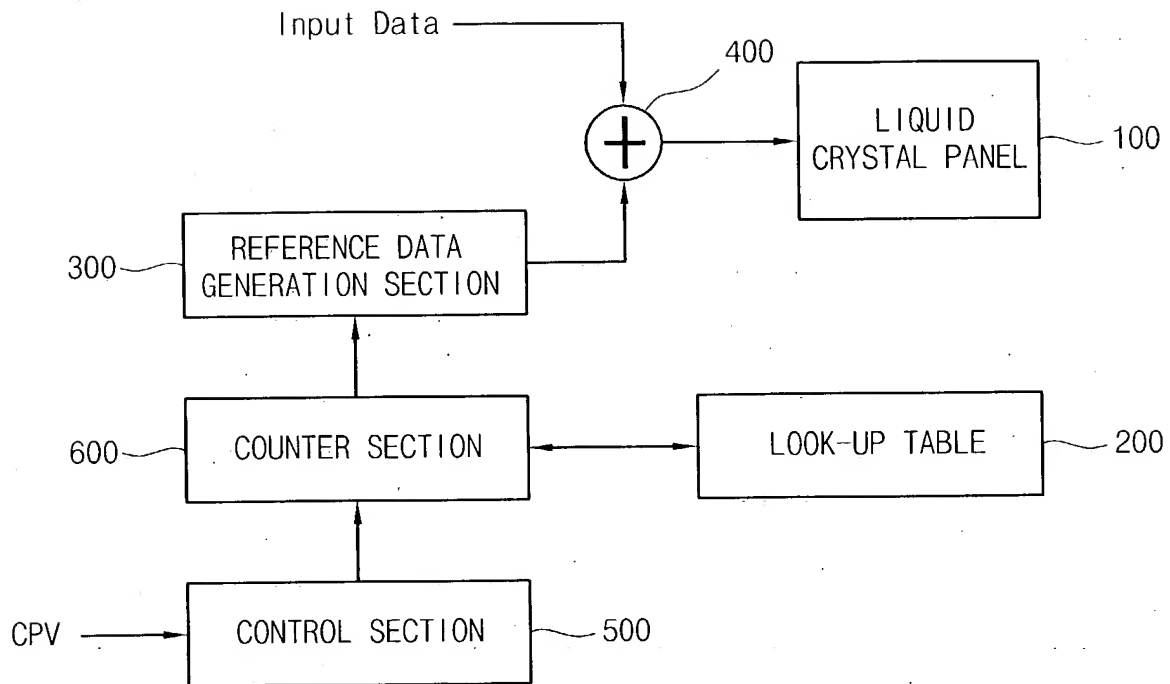 Input Data
400
LIQUID
CRYSTAL PANEL
100
REFERENCE DATA
GENERATION SECTION
300
COUNTER SECTION
600
LOOK-UP TABLE
200
CPV
CONTROL SECTION
500